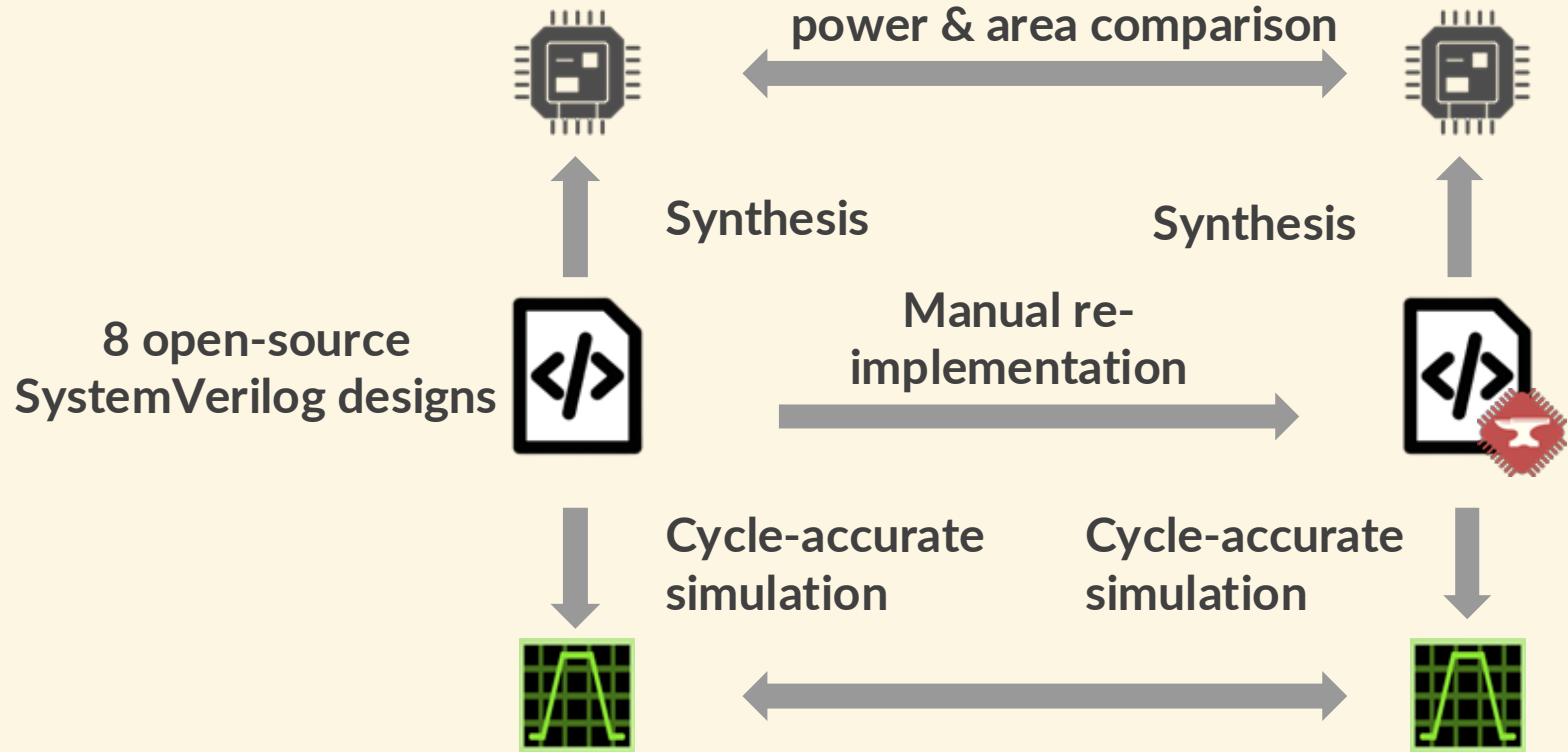 power & area comparison
Synthesis
Synthesis
8 open-source
SystemVerilog designs
</>
Manual re-
implementation
</>
Cycle-accurate
simulation
Cycle-accurate
simulation